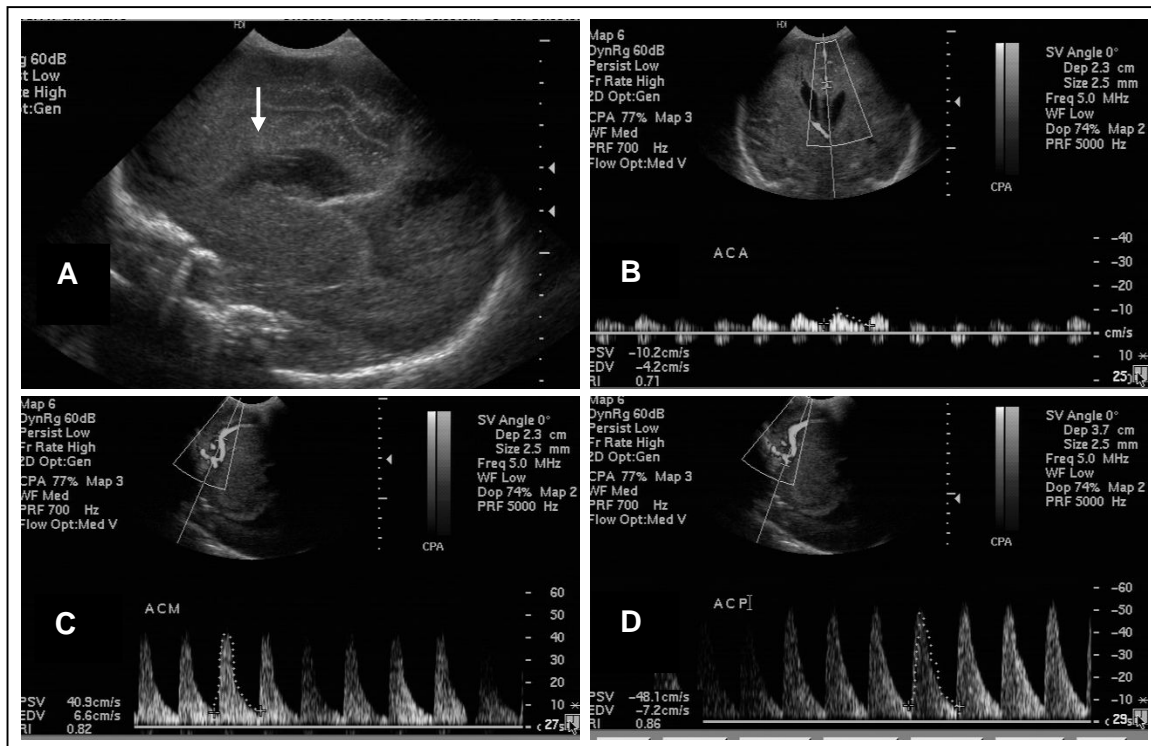 HDI
g 60dB
st Low
te High
pt:Gen
A
Map 6
DynRg 60dB
Persist Low
Fr Rate High
2D Opt:Gen
CPA 77% Map 3
WF Med
PRF 700 Hz
Flow Opt:Med V
HDI
SV Angle 0°
Dep 2.3 cm
Size 2.5 mm
Freq 5.0 MHz
WF Low
Dop 74% Map 2
PRF 5000 Hz
CPA
ACA
B
-40
-30
-20
-10
cm/s
10
PSV -10.2cm/s
EDV -4.2cm/s
RI 0.71
25
Map 6
DynRg 60dB
Persist Low
Fr Rate High
2D Opt:Gen
CPA 77% Map 3
WF Med
PRF 700 Hz
Flow Opt:Med V
SV Angle 0°
Dep 2.3 cm
Size 2.5 mm
Freq 5.0 MHz
WF Low
Dop 74% Map 2
PRF 5000 Hz
CPA
ACM
C
60
50
40
30
20
10
PSV 40.9cm/s
EDV 6.6cm/s
RI 0.82
27
Map 6
DynRg 60dB
Persist Low
Fr Rate High
2D Opt:Gen
CPA 77% Map 3
WF Med
PRF 700 Hz
Flow Opt:Med V
SV Angle 0°
Dep 3.7 cm
Size 2.5 mm
Freq 5.0 MHz
WF Low
Dop 74% Map 2
PRF 5000 Hz
CPA
ACP
D
-60
-50
-40
-30
-20
-10
PSV -48.1cm/s
EDV -7.2cm/s
RI 0.86
29